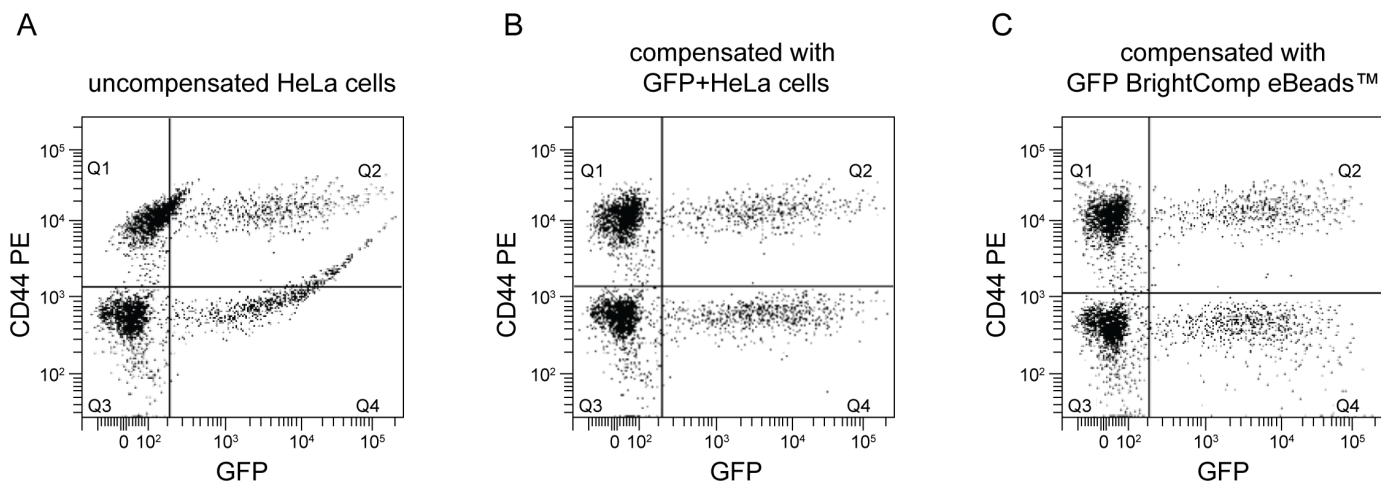 A
uncompensated HeLa cells
CD44 PE
10⁵
10⁴
10³
10²
Q1
Q2
Q3
Q4
0 10² 10³ 10⁴ 10⁵
GFP
B
compensated with
GFP+HeLa cells
CD44 PE
10⁵
10⁴
10³
10²
Q1
Q2
Q3
Q4
0 10² 10³ 10⁴ 10⁵
GFP
C
compensated with
GFP BrightComp eBeads™
CD44 PE
10⁵
10⁴
10³
10²
Q1
Q2
Q3
Q4
0 10² 10³ 10⁴ 10⁵
GFP